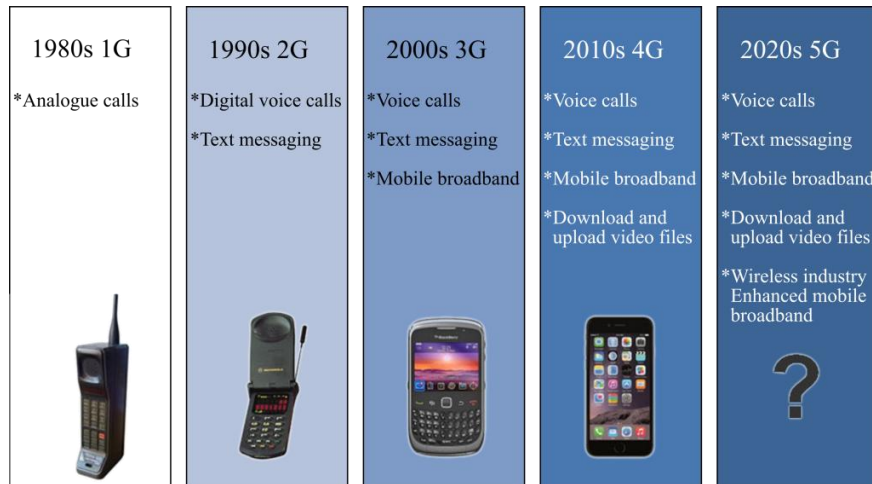 1980s 1G
*Analogue calls
1990s 2G
*Digital voice calls
*Text messaging
2000s 3G
*Voice calls
*Text messaging
*Mobile broadband
2010s 4G
*Voice calls
*Text messaging
*Mobile broadband
*Download and
upload video files
2020s 5G
*Voice calls
*Text messaging
*Mobile broadband
*Download and
upload video files
*Wireless industry
Enhanced mobile
broadband
MOTOROLA
BlackBerry
?